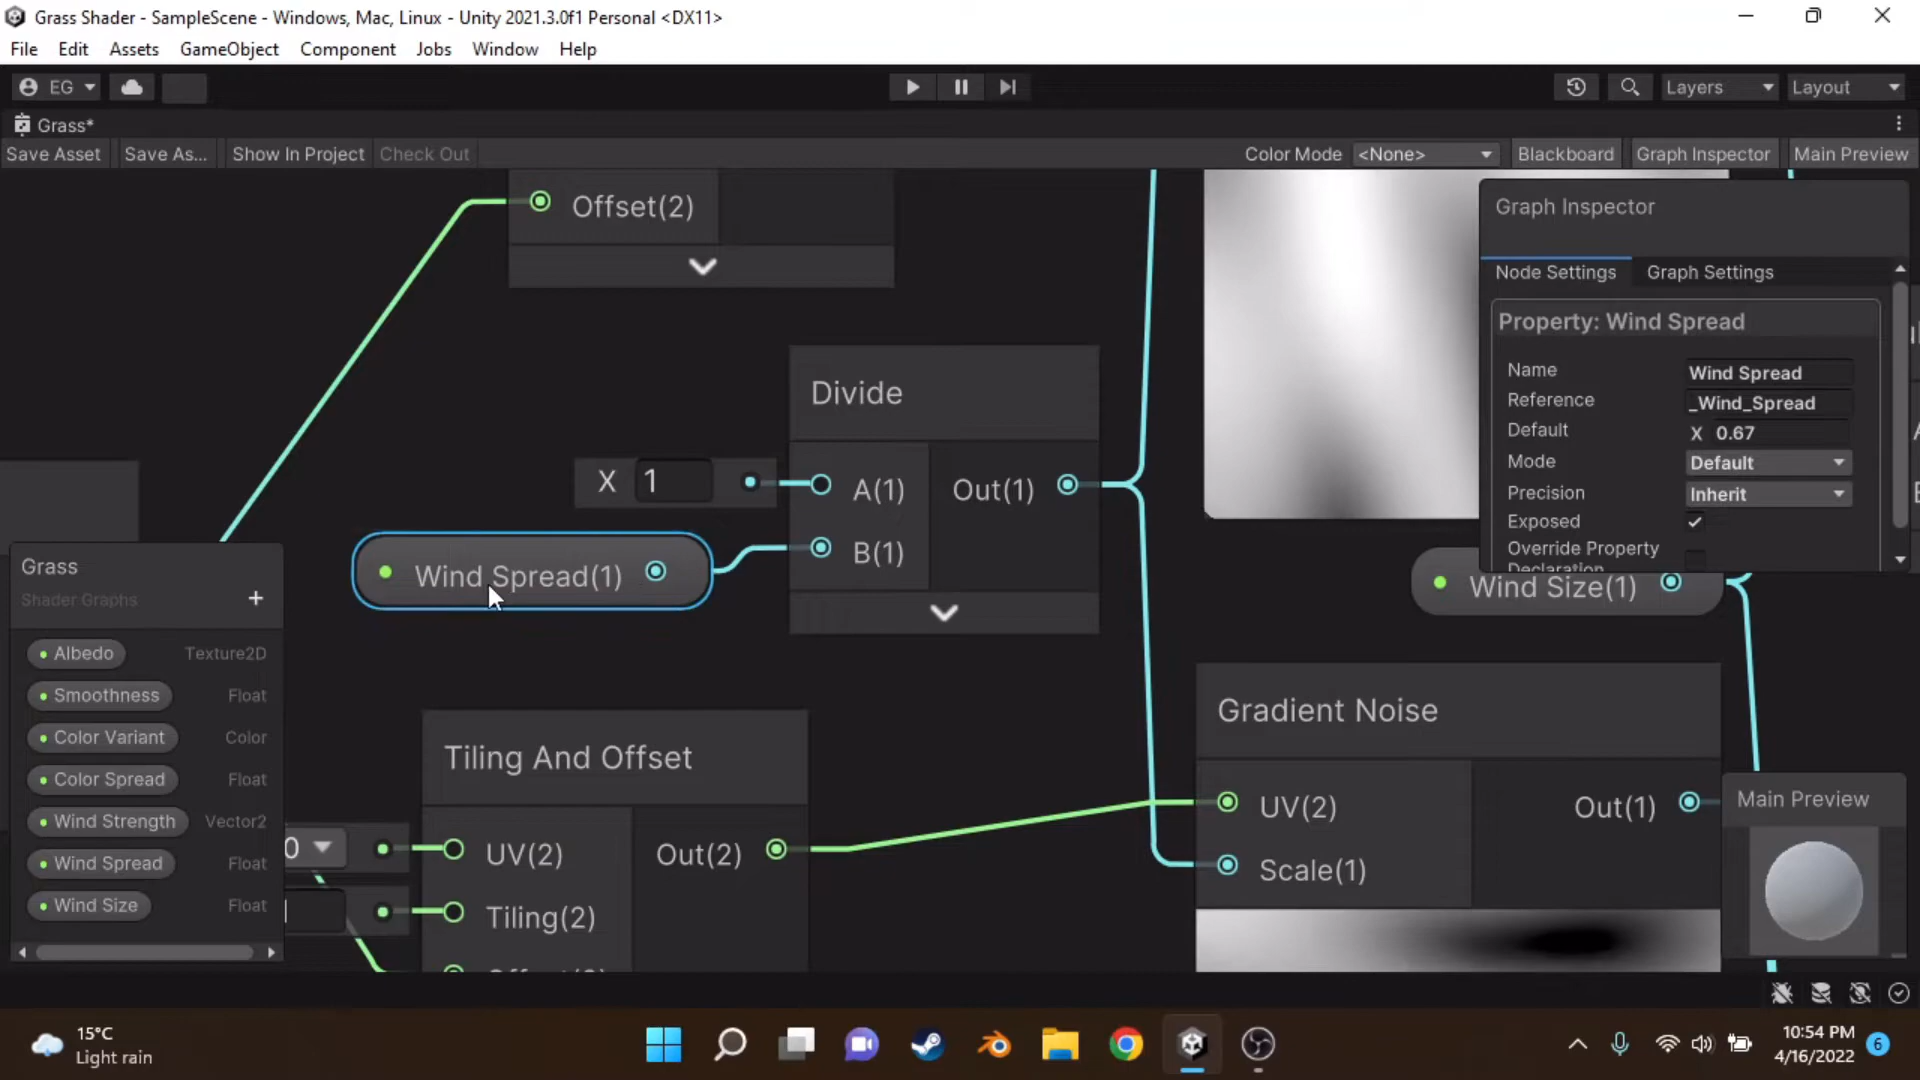 Grass Shader - SampleScene - Windows, Mac, Linux - Unity 2021.3.0f1 Personal <DX11>
File Edit Assets GameObject Component Jobs Window Help
EG Layers Layout
Grass*
Save Asset Save As... Show In Project Check Out Color Mode <None> Blackboard Graph Inspector Main Preview
Offset(2)
Graph Inspector
Node Settings Graph Settings
Property: Wind Spread
Name Wind Spread
Reference _Wind_Spread
Default X 0.67
Mode Default
Precision Inherit
Exposed
Override Property
Declaration
Divide
X 1
A(1) Out(1)
B(1)
Wind Spread(1)
Wind Size(1)
Grass
Shader Graphs
Albedo Texture2D
Smoothness Float
Color Variant Color
Color Spread Float
Wind Strength Vector2
Wind Spread Float
Wind Size Float
Tiling And Offset
0
UV(2) Out(2)
Tiling(2)
Gradient Noise
UV(2) Out(1)
Scale(1)
Main Preview
15°C
Light rain
10:54 PM
4/16/2022
6